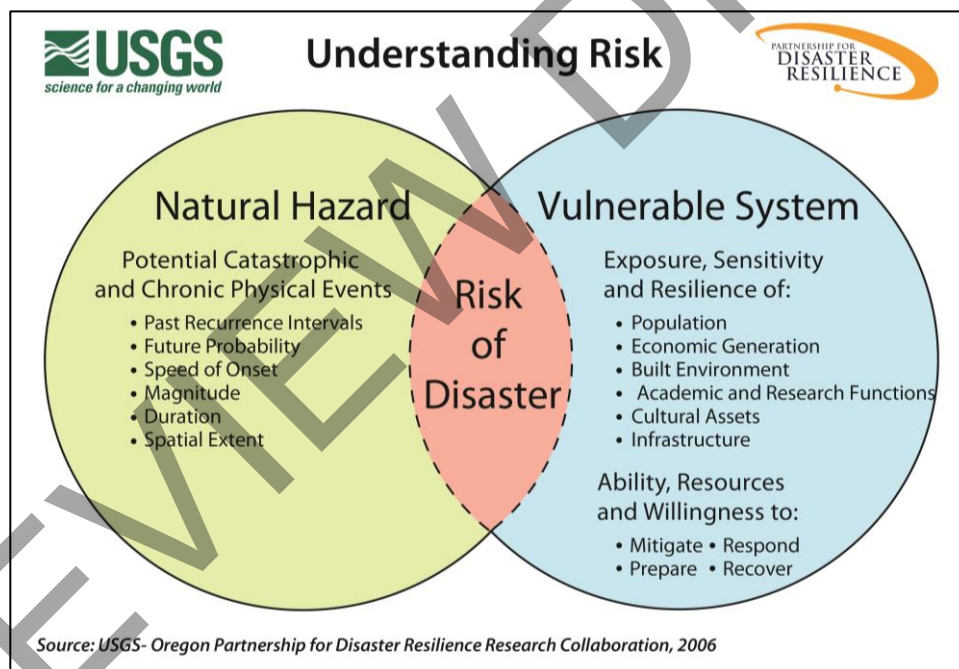 USGS
science for a changing world
Understanding Risk
PARTNERSHIP FOR
DISASTER
RESILIENCE
Natural Hazard
Potential Catastrophic
and Chronic Physical Events
• Past Recurrence Intervals
• Future Probability
• Speed of Onset
• Magnitude
• Duration
• Spatial Extent
Risk
of
Disaster
Vulnerable System
Exposure, Sensitivity
and Resilience of:
• Population
• Economic Generation
• Built Environment
• Academic and Research Functions
• Cultural Assets
• Infrastructure
Ability, Resources
and Willingness to:
• Mitigate • Respond
• Prepare • Recover
Source: USGS- Oregon Partnership for Disaster Resilience Research Collaboration, 2006
EVIEW D